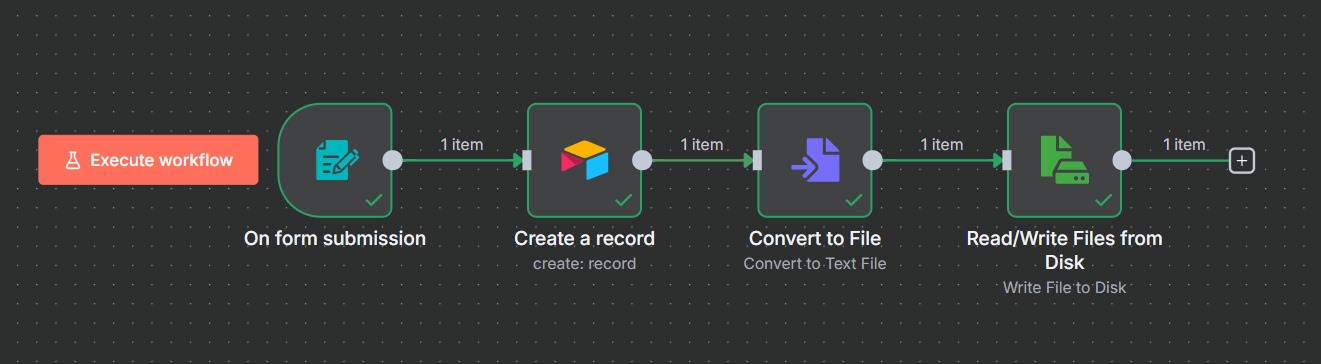 Execute workflow
1 item
1 item
1 item
1 item
On form submission
Create a record
create: record
Convert to File
Convert to Text File
Read/Write Files from
Disk
Write File to Disk